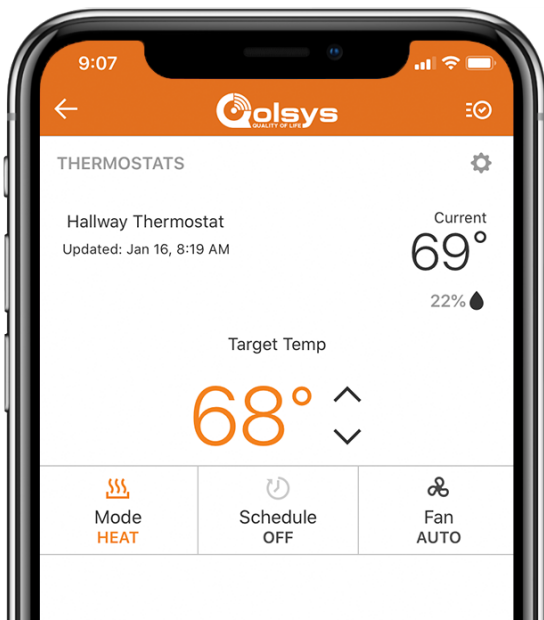 9:07
Qolsys
QUALITY OF LIFE
THERMOSTATS
Hallway Thermostat
Updated: Jan 16, 8:19 AM
Current
69°
22%
Target Temp
68°
Mode
HEAT
Schedule
OFF
Fan
AUTO